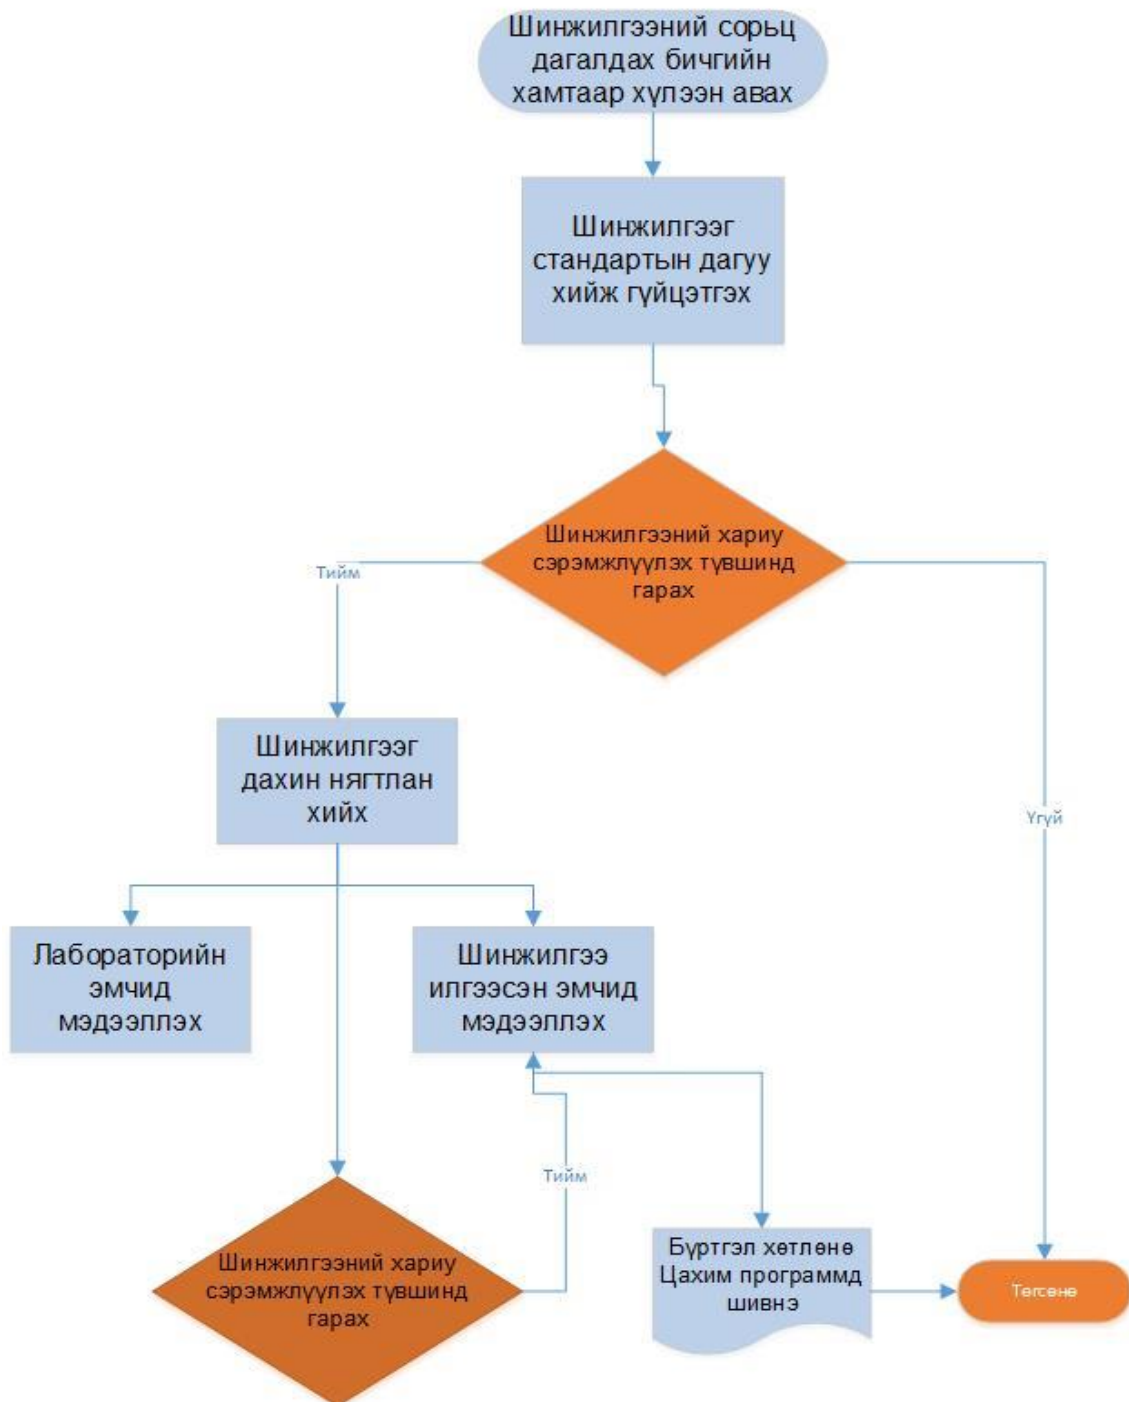 Шинжилгээний сорьц
дагалдах бичгийн
хамтаар хүлээн авах
Шинжилгээг
стандартын дагуу
хийж гүйцэтгэх
Шинжилгээний хариу
сэрэмжлүүлэх түвшинд
гарах
Тийм
Үгүй
Шинжилгээг
дахин нягтлан
хийх
Лабораторийн
эмчид
мэдээллэх
Шинжилгээ
илгээсэн эмчид
мэдээллэх
Тийм
Шинжилгээний хариу
сэрэмжлүүлэх түвшинд
гарах
Бүртгэл хөтлөнө
Цахим программд
шивнэ
Төгсөнө